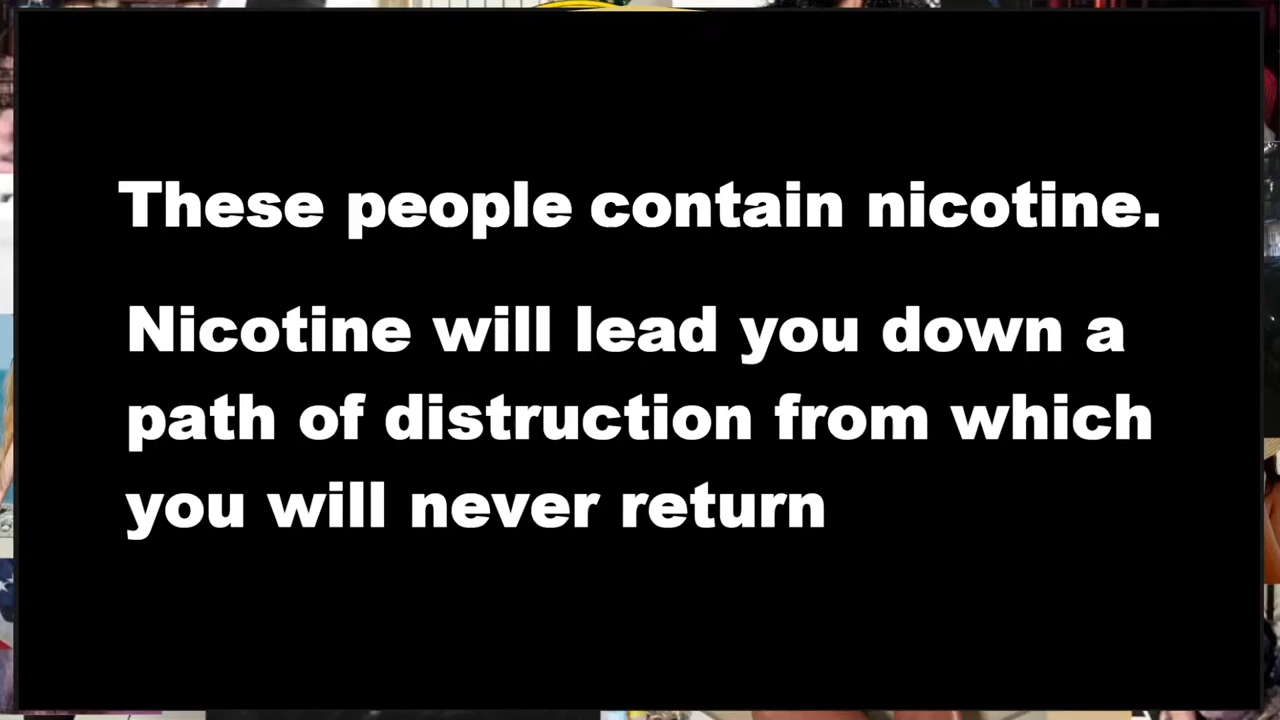 These people contain nicotine.
Nicotine will lead you down a
path of distruction from which
you will never return